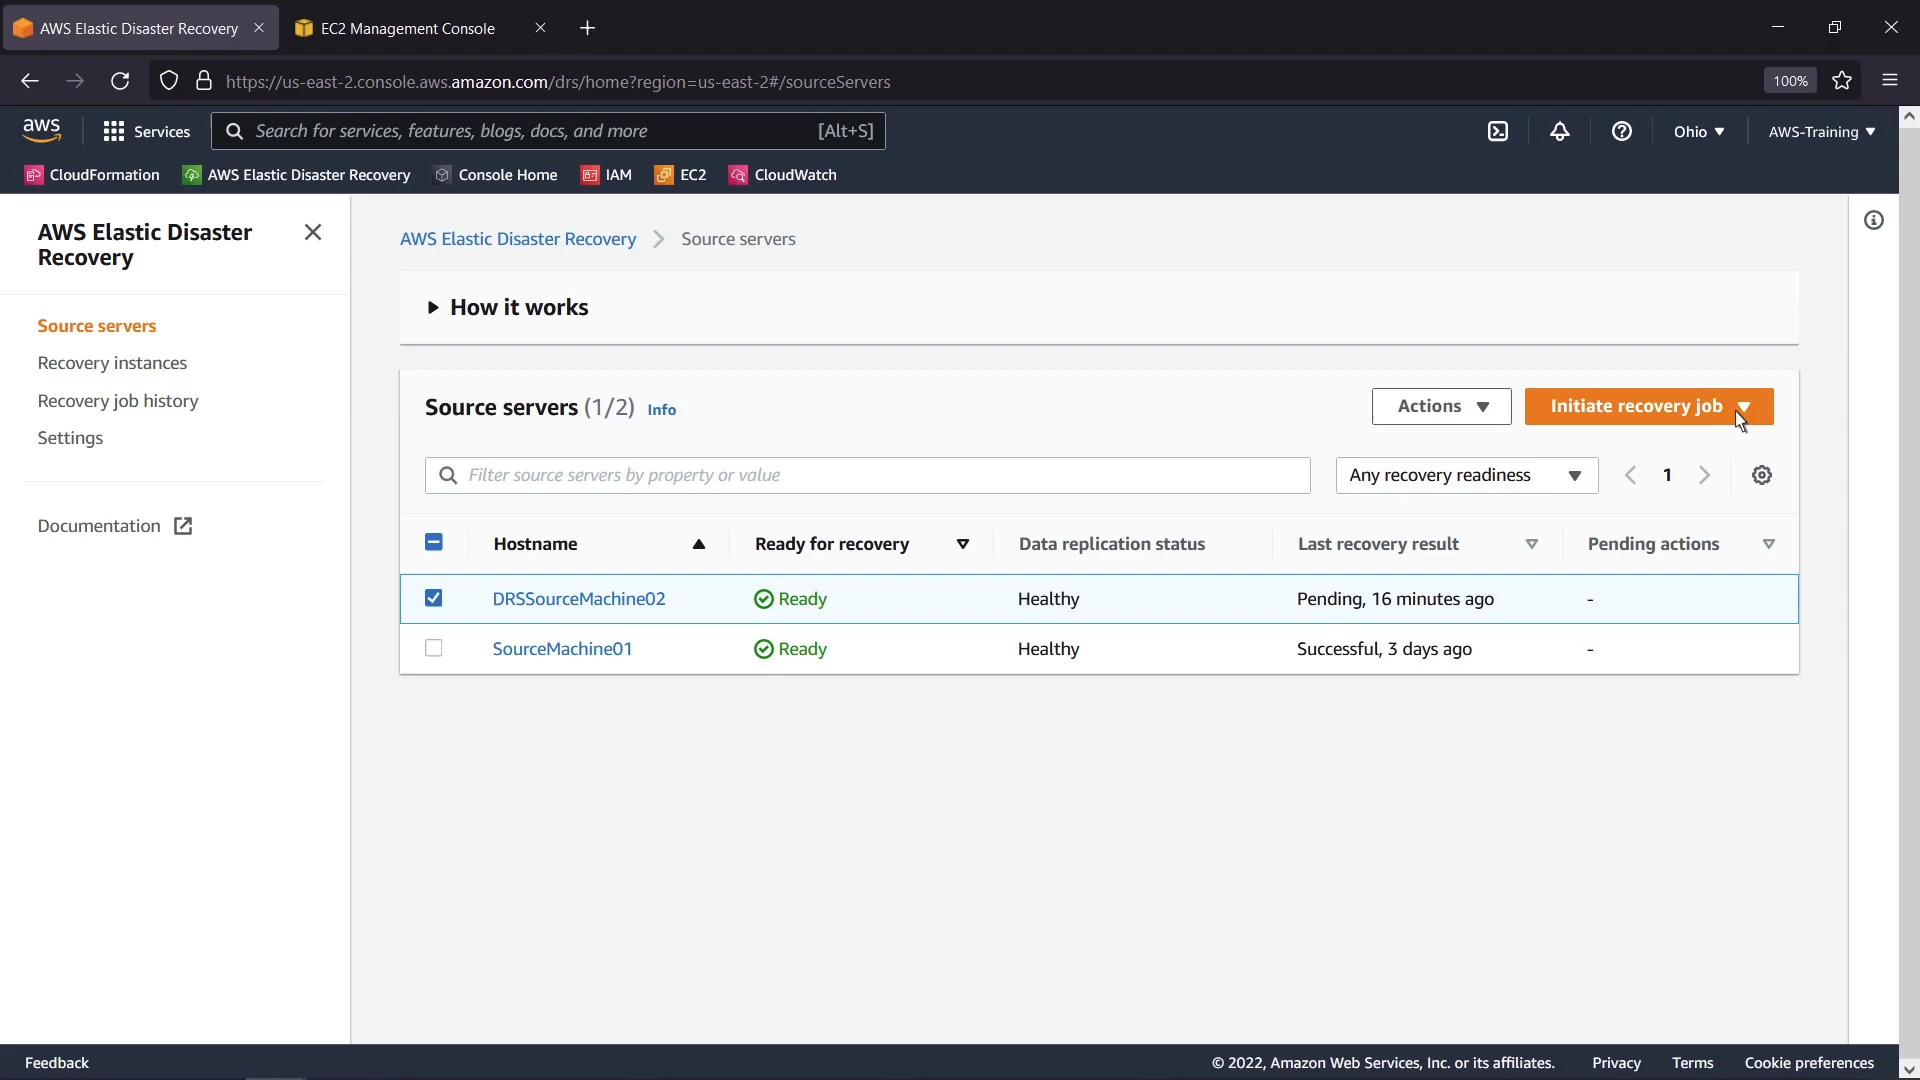 AWS Elastic Disaster Recovery
EC2 Management Console
https://us-east-2.console.aws.amazon.com/drs/home?region=us-east-2#/sourceServers
100%
aws
Services
Search for services, features, blogs, docs, and more
[Alt+S]
Ohio
AWS-Training
CloudFormation
AWS Elastic Disaster Recovery
Console Home
IAM
EC2
CloudWatch
AWS Elastic Disaster
Recovery
Source servers
Recovery instances
Recovery job history
Settings
Documentation
AWS Elastic Disaster Recovery
Source servers
How it works
Source servers (1/2) Info
Actions
Initiate recovery job
Filter source servers by property or value
Any recovery readiness
1
Hostname
Ready for recovery
Data replication status
Last recovery result
Pending actions
DRSSourceMachine02
Ready
Healthy
Pending, 16 minutes ago
-
SourceMachine01
Ready
Healthy
Successful, 3 days ago
-
Feedback
© 2022, Amazon Web Services, Inc. or its affiliates.
Privacy
Terms
Cookie preferences